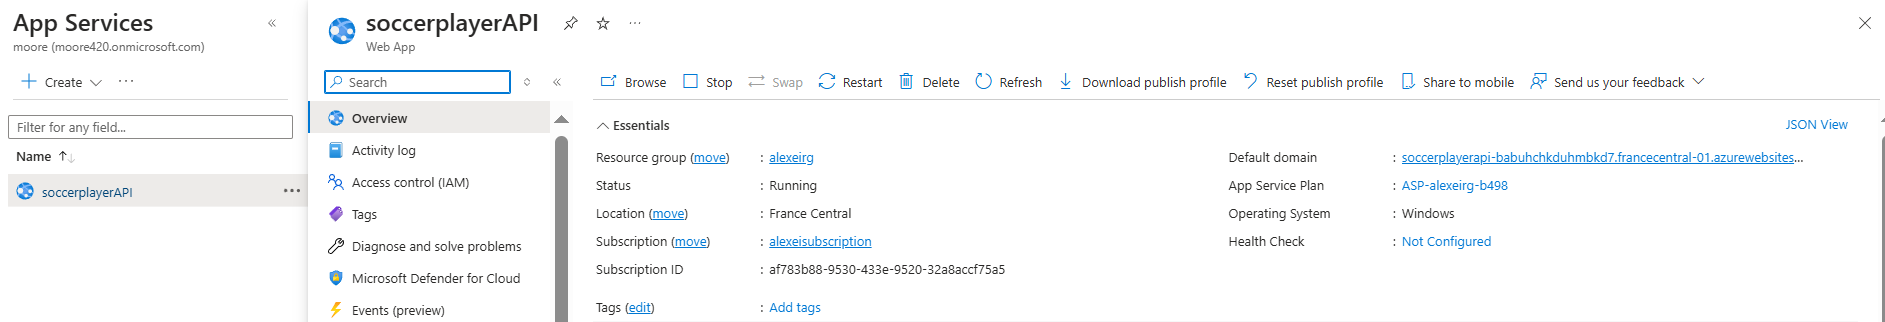 App Services
moore (moore420.onmicrosoft.com)
Create
Filter for any field...
Name
soccerplayerAPI
soccerplayerAPI
Web App
Search
Overview
Activity log
Access control (IAM)
Tags
Diagnose and solve problems
Microsoft Defender for Cloud
Events (preview)
Browse Stop Swap Restart Delete Refresh Download publish profile Reset publish profile Share to mobile Send us your feedback
Essentials
JSON View
Resource group (move) : alexeirg
Status : Running
Location (move) : France Central
Subscription (move) : alexeisubscription
Subscription ID : af783b88-9530-433e-9520-32a8accf75a5
Tags (edit) : Add tags
Default domain : soccerplayerapi-babuhchkduhmbkd7.francecentral-01.azurewebsites...
App Service Plan : ASP-alexeirg-b498
Operating System : Windows
Health Check : Not Configured